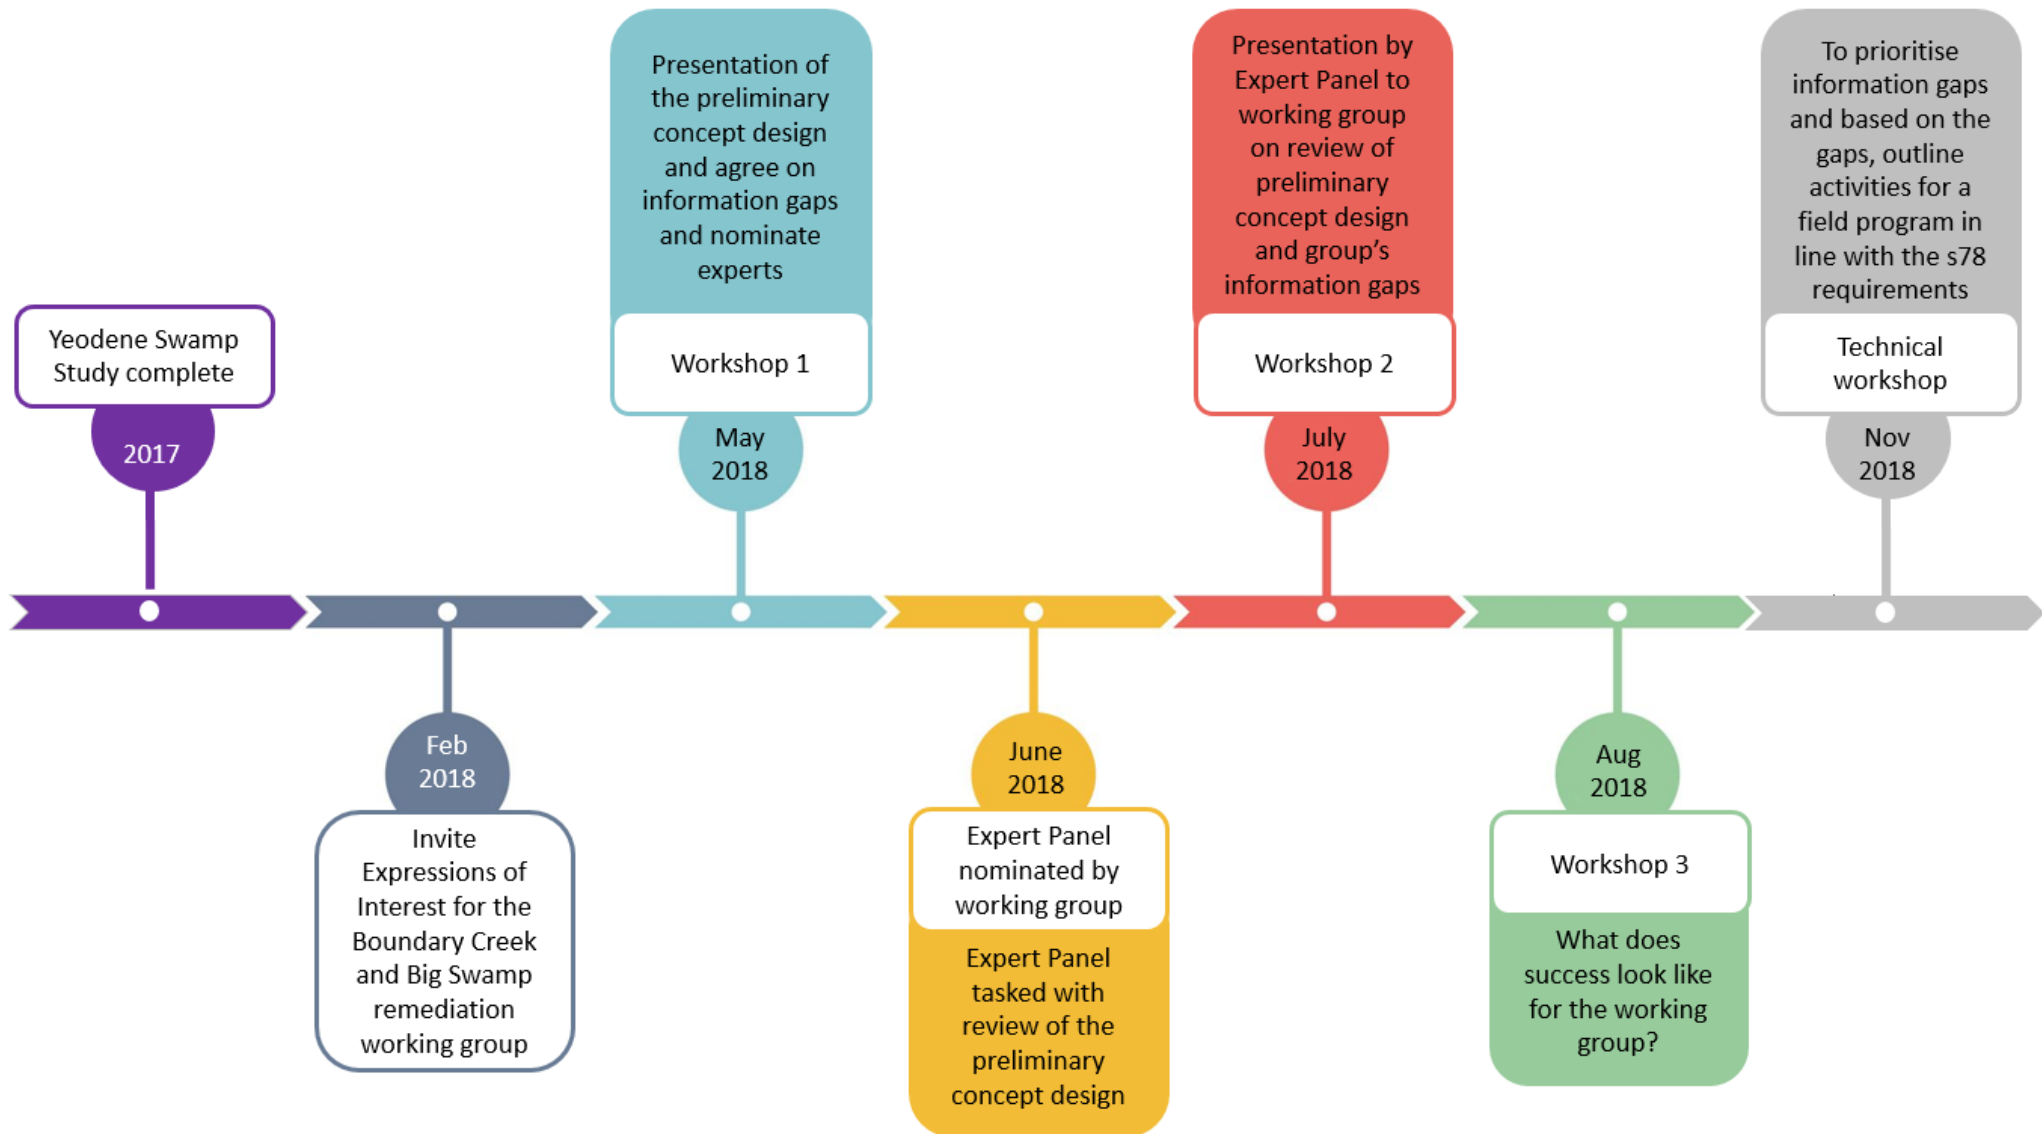 Yeodene Swamp
Study complete
2017
Feb
2018
Invite
Expressions of
Interest for the
Boundary Creek
and Big Swamp
remediation
working group
Presentation of
the preliminary
concept design
and agree on
information gaps
and nominate
experts
Workshop 1
May
2018
June
2018
Expert Panel
nominated by
working group
Expert Panel
tasked with
review of the
preliminary
concept design
Presentation by
Expert Panel to
working group
on review of
preliminary
concept design
and group's
information gaps
Workshop 2
July
2018
Aug
2018
Workshop 3
What does
success look like
for the working
group?
To prioritise
information gaps
and based on the
gaps, outline
activities for a
field program in
line with the s78
requirements
Technical
workshop
Nov
2018